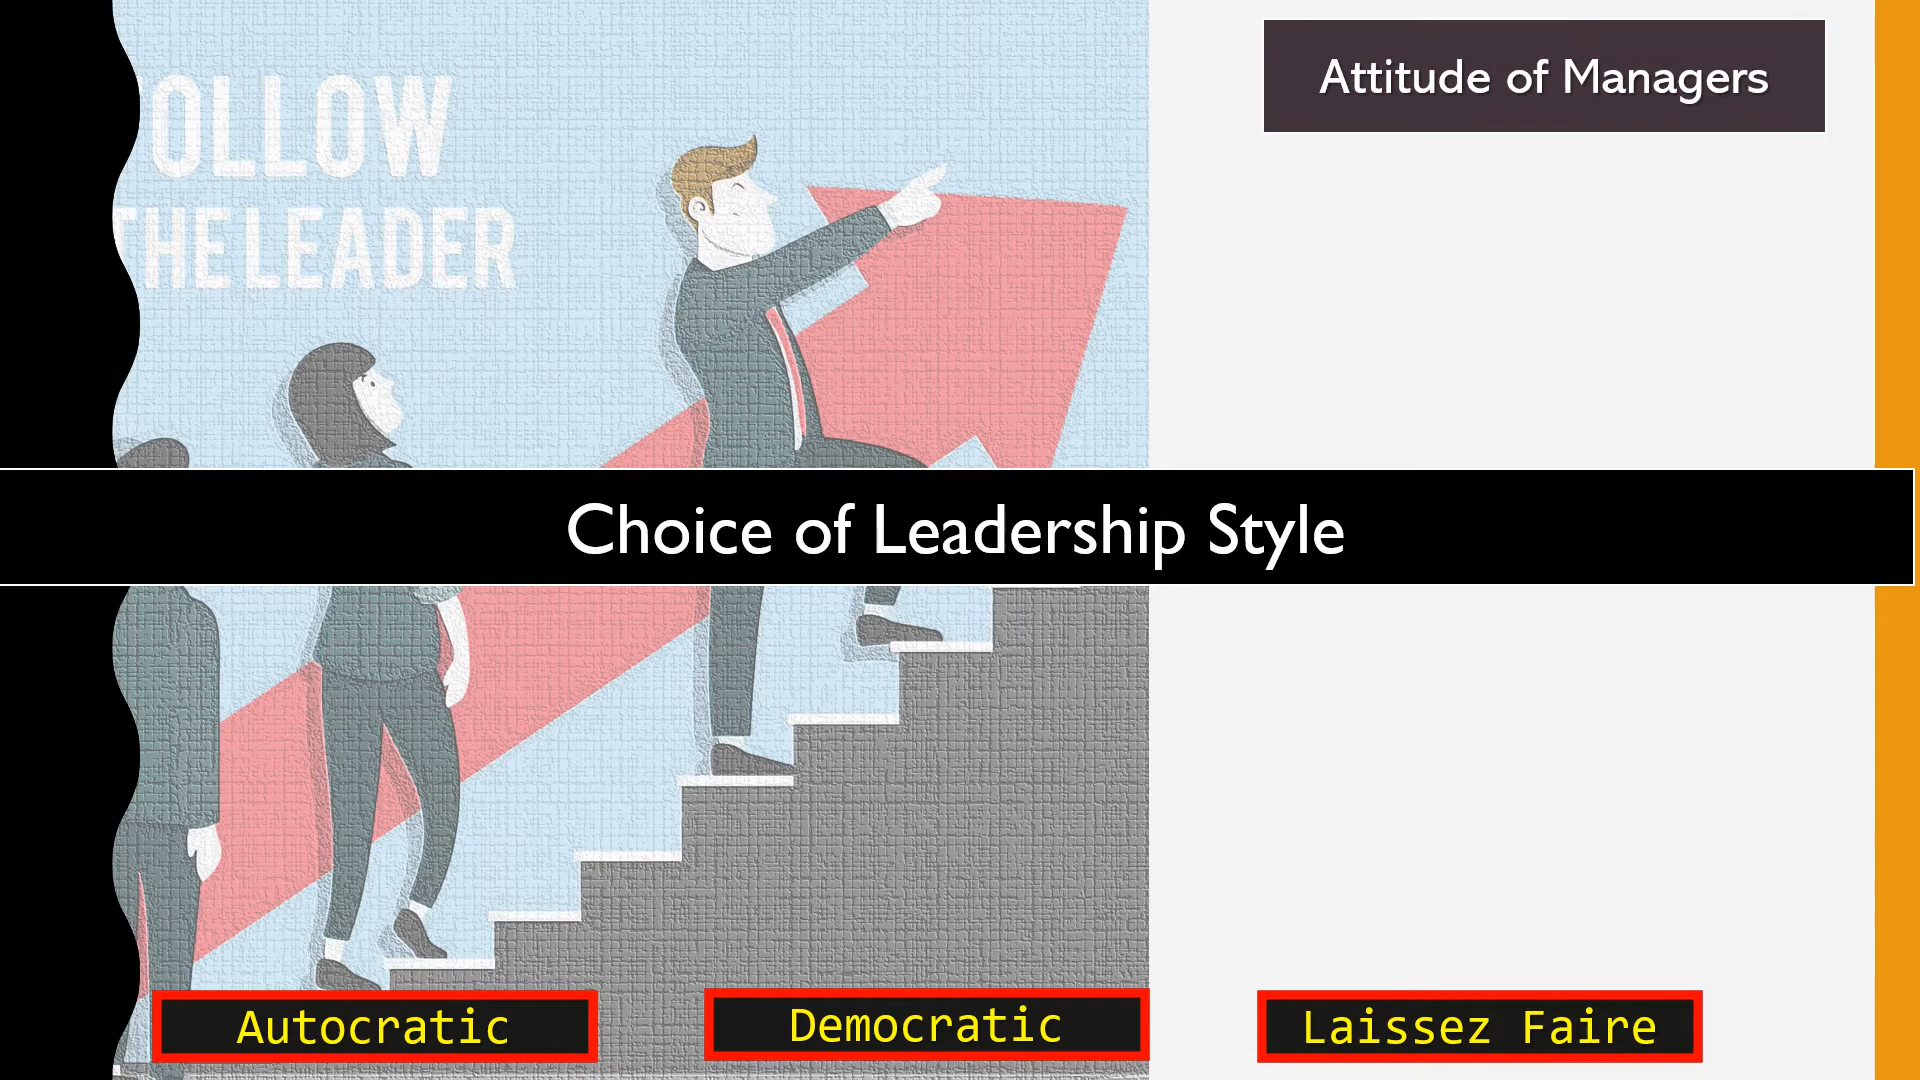 Attitude of Managers
OLLOW
THE LEADER
Choice of Leadership Style
Autocratic
Democratic
Laissez Faire